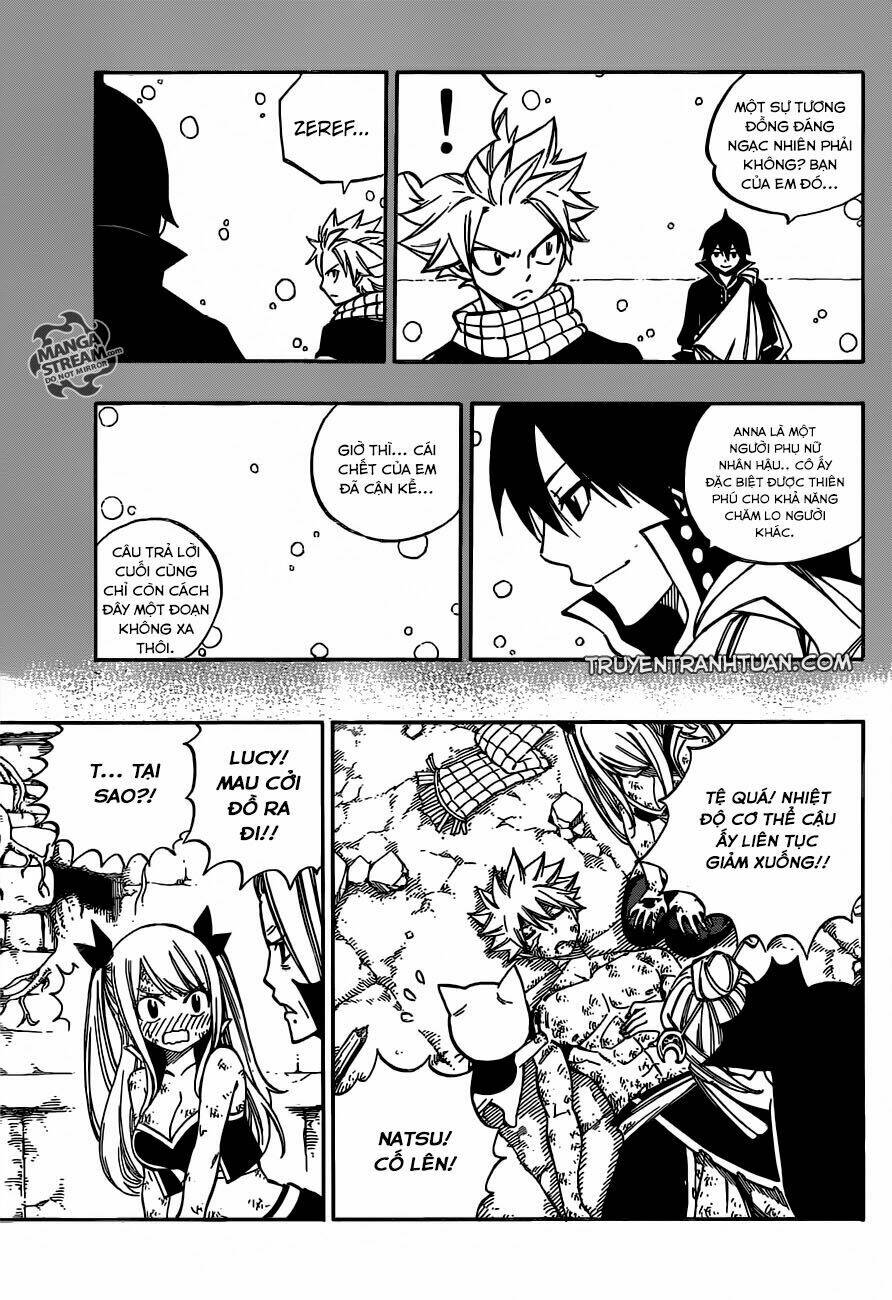 MỘT SỰ TƯƠNG
ĐỒNG ĐÁNG
NGẠC NHIÊN PHẢI
KHÔNG? BẠN
CỦA EM ĐÓ...
!
ZEREF...
MANGA
STREAM.com
DO NOT MIRROR
ANNA LÀ MỘT
NGƯỜI PHỤ NỮ
NHÂN HẬU.. CÔ ẤY
ĐẶC BIỆT ĐƯỢC THIÊN
PHÚ CHO KHẢ NĂNG
CHĂM LO NGƯỜI
KHÁC.
GIỜ THÌ... CÁI
CHẾT CỦA EM
ĐÃ CẬN KỀ...
CÂU TRẢ LỜI
CUỐI CÙNG
CHỈ CÒN CÁCH
ĐÂY MỘT ĐOẠN
KHÔNG XA
THÔI.
TRUYENTRANHTUAN.COM
TỆ QUÁ! NHIỆT
ĐỘ CƠ THỂ CẬU
ẤY LIÊN TỤC
GIẢM XUỐNG!!
NATSU!
CỐ LÊN!
LUCY!
MAU CỞI
ĐỒ RA
ĐI!!
T... TẠI
SAO?!